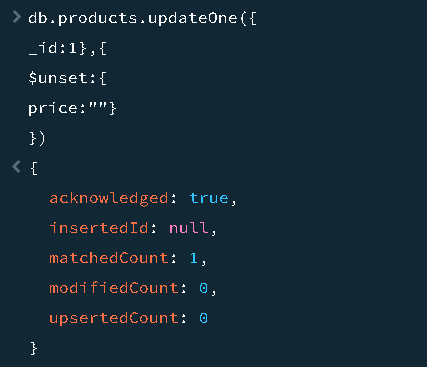 > db.products.updateOne({
_id:1},{
$unset:{
price:""}
})
< {
acknowledged: true,
insertedId: null,
matchedCount: 1,
modifiedCount: 0,
upsertedCount: 0
}